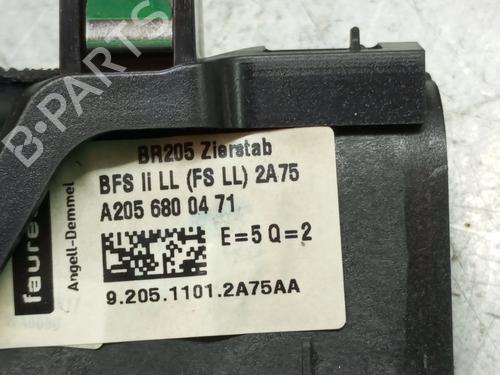 B-PARTS
BR205 Zierstab
BFS li LL (FS LL) 2A75
A205 680 04 71
E=5 Q=2
9.205.1101.2A75AA
Angell-Demmel